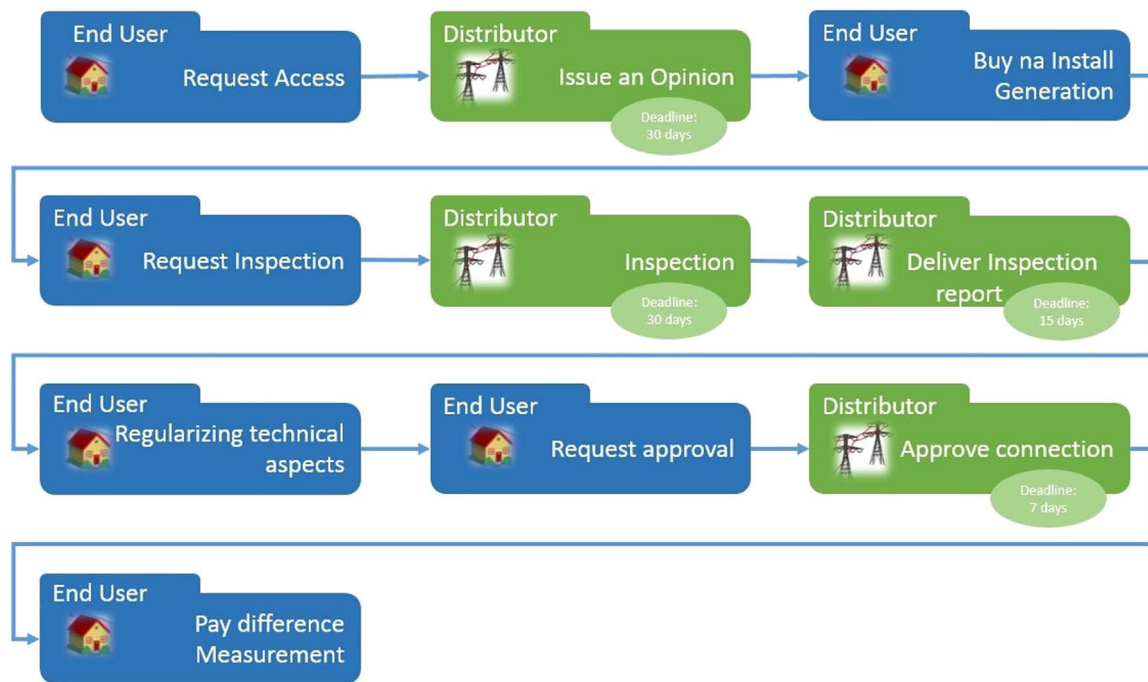 End User
Request Access
Distributor
Issue an Opinion
Deadline:
30 days
End User
Buy na Install
Generation
End User
Request Inspection
Distributor
Inspection
Deadline:
30 days
Distributor
Deliver Inspection
report
Deadline:
15 days
End User
Regularizing technical
aspects
End User
Request approval
Distributor
Approve connection
Deadline:
7 days
End User
Pay difference
Measurement